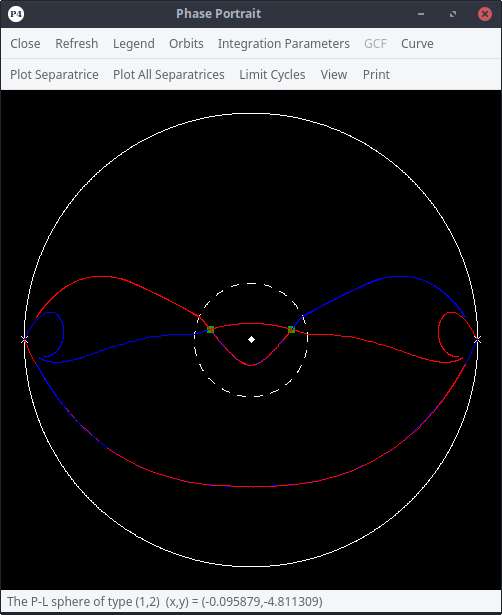 P4 Phase Portrait
Close Refresh Legend Orbits Integration Parameters GCF Curve
Plot Separatrice Plot All Separatrices Limit Cycles View Print
The P-L sphere of type (1,2) (x,y) = (-0.095879,-4.811309)